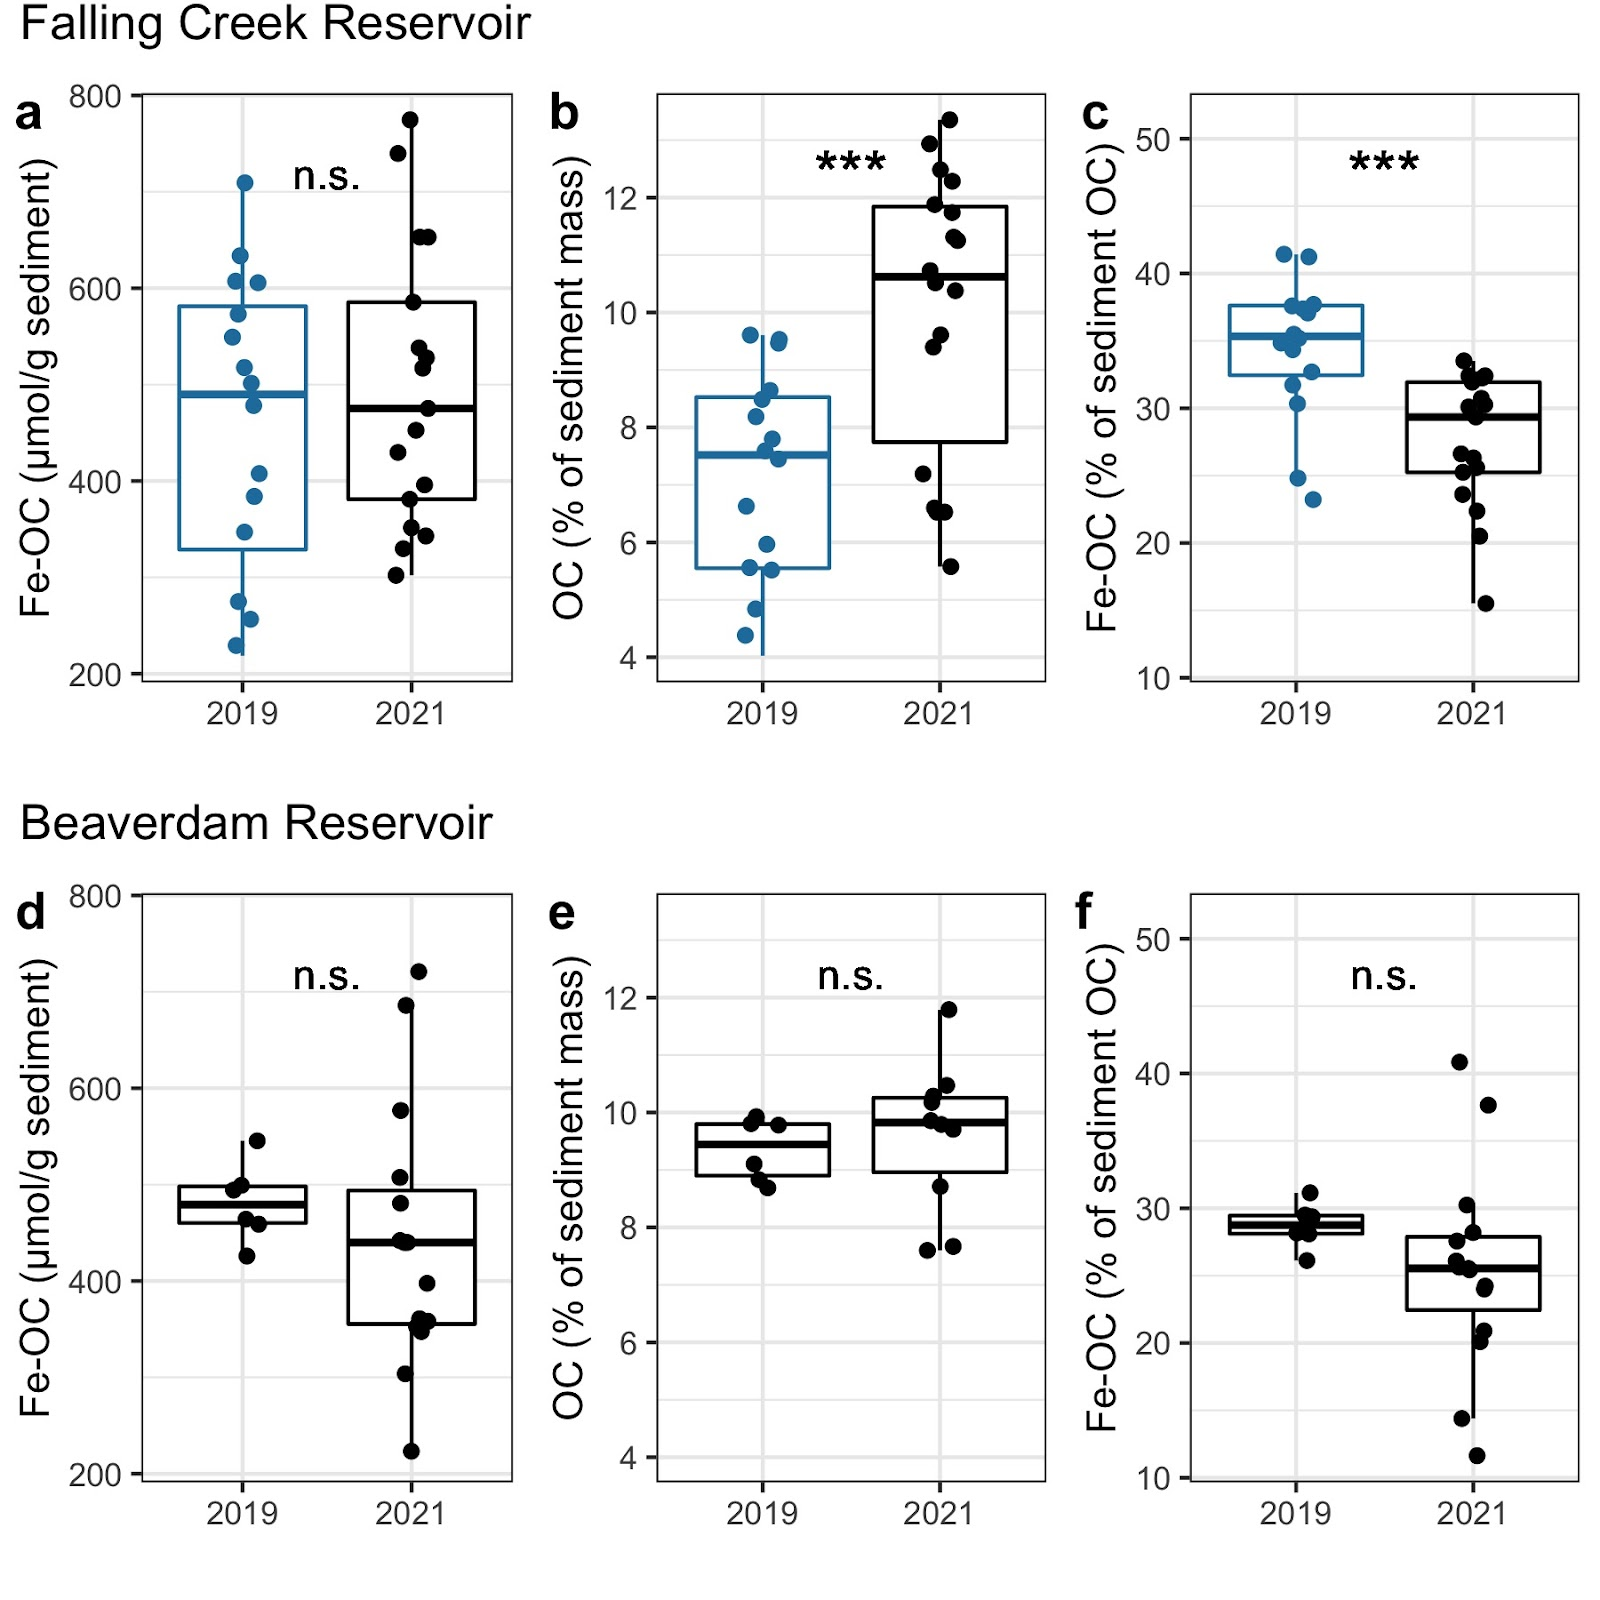 Falling Creek Reservoir
a
Fe-OC (μmol/g sediment)
800
600
400
200
n.s.
2019
2021
b
OC (% of sediment mass)
12
10
8
6
4
***
2019
2021
c
Fe-OC (% of sediment OC)
50
40
30
20
10
***
2019
2021
Beaverdam Reservoir
d
Fe-OC (μmol/g sediment)
800
600
400
200
n.s.
2019
2021
e
OC (% of sediment mass)
12
10
8
6
4
n.s.
2019
2021
f
Fe-OC (% of sediment OC)
50
40
30
20
10
n.s.
2019
2021